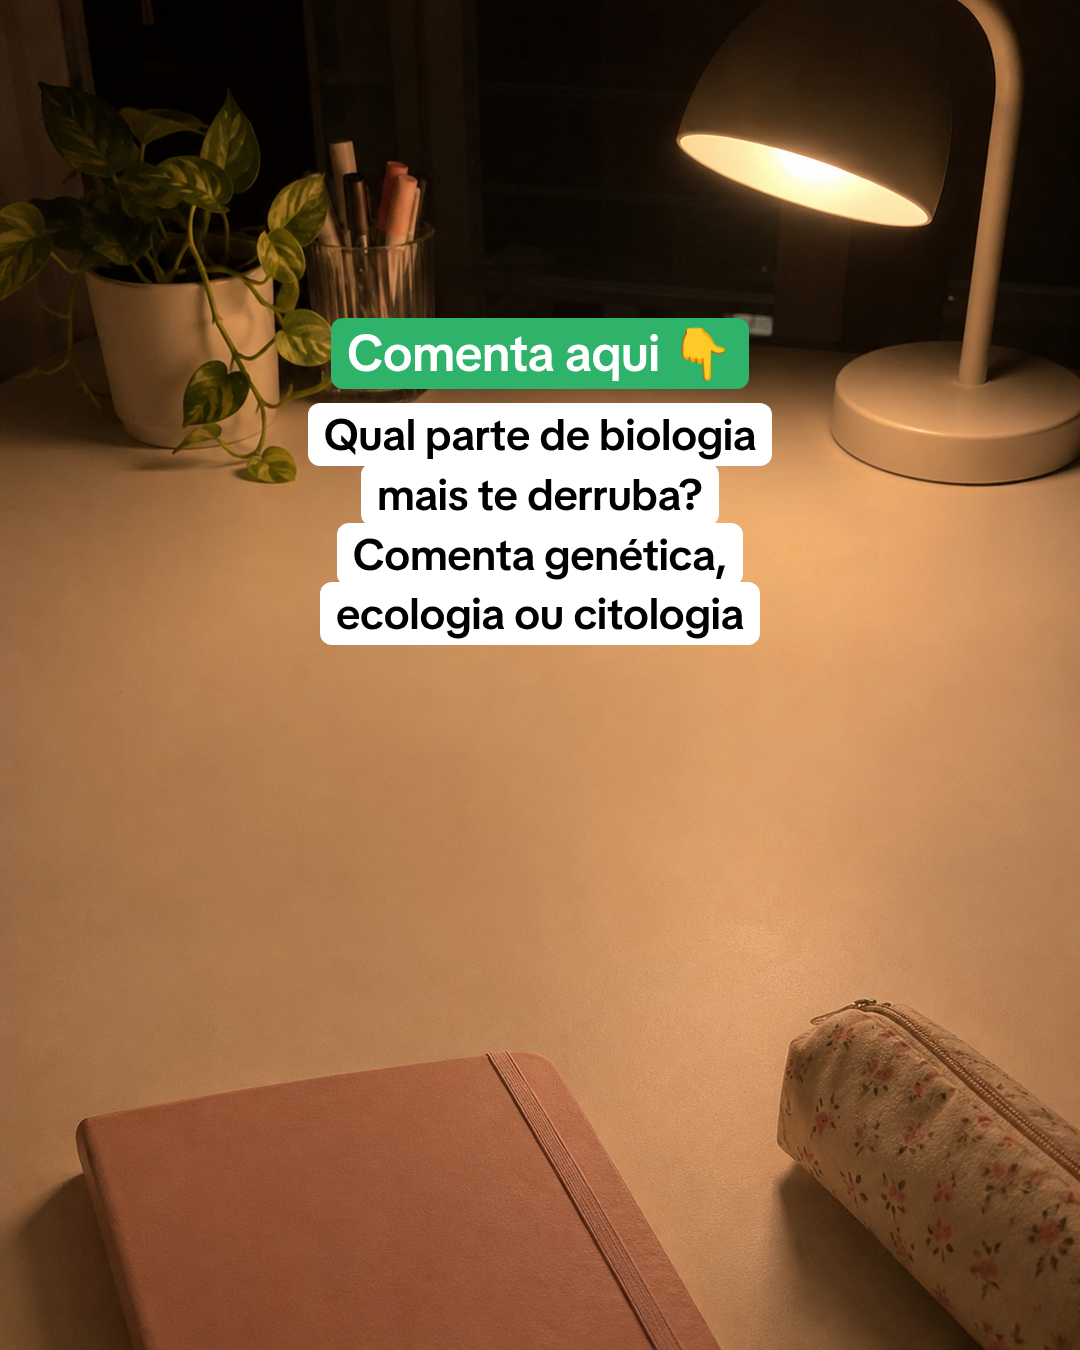 Comenta aqui 👇
Qual parte de biologia
mais te derruba?
Comenta genética,
ecologia ou citologia